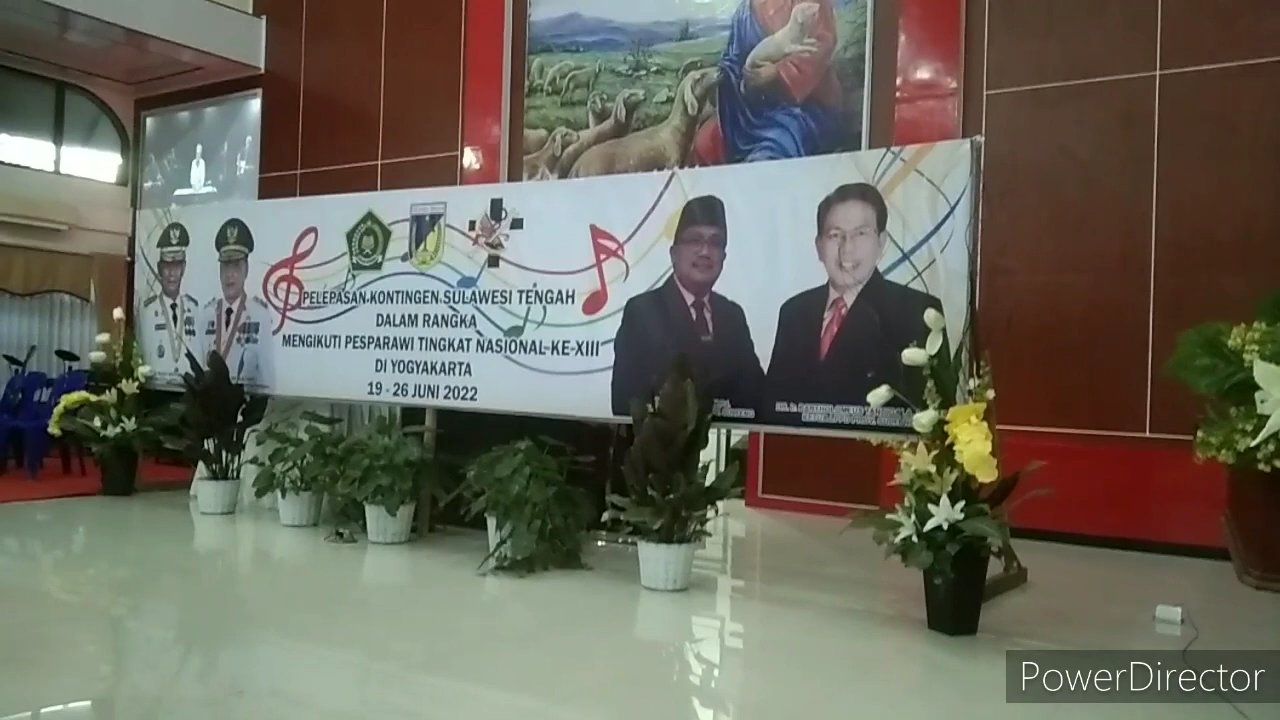 PELEPASAN KONTINGEN SULAWESI TENGAH
DALAM RANGKA
MENGIKUTI PESPARAWI TINGKAT NASIONAL KE-XIII
DI YOGYAKARTA
19 - 26 JUNI 2022
PowerDirector